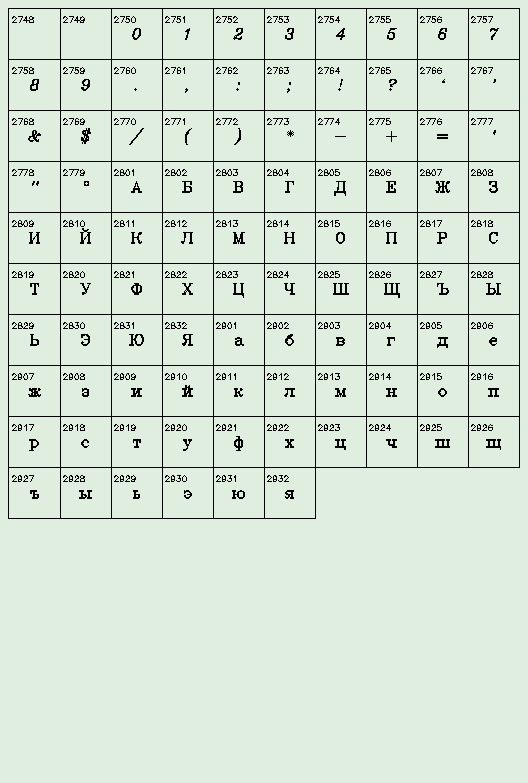 2748 2749 2750 2751 2752 2753 2754 2755 2756 2757
0 1 2 3 4 5 6 7
2758 2759 2760 2761 2762 2763 2764 2765 2766 2767
8 9 . , : ; ! ? ‘ ’
2768 2769 2770 2771 2772 2773 2774 2775 2776 2777
& $ / ( ) * − + = '
2778 2779 2801 2802 2803 2804 2805 2806 2807 2808
" ° А Б В Г Д Е Ж З
2809 2810 2811 2812 2813 2814 2815 2816 2817 2818
И Й К Л М Н О П Р С
2819 2820 2821 2822 2823 2824 2825 2826 2827 2828
Т У Ф Х Ц Ч Ш Щ Ъ Ы
2829 2830 2831 2832 2901 2902 2903 2904 2905 2906
Ь Э Ю Я а б в г д е
2907 2908 2909 2910 2911 2912 2913 2914 2915 2916
ж з и й к л м н о п
2917 2918 2919 2920 2921 2922 2923 2924 2925 2926
р с т у ф х ц ч ш щ
2927 2928 2929 2930 2931 2932
ъ ы ь э ю я